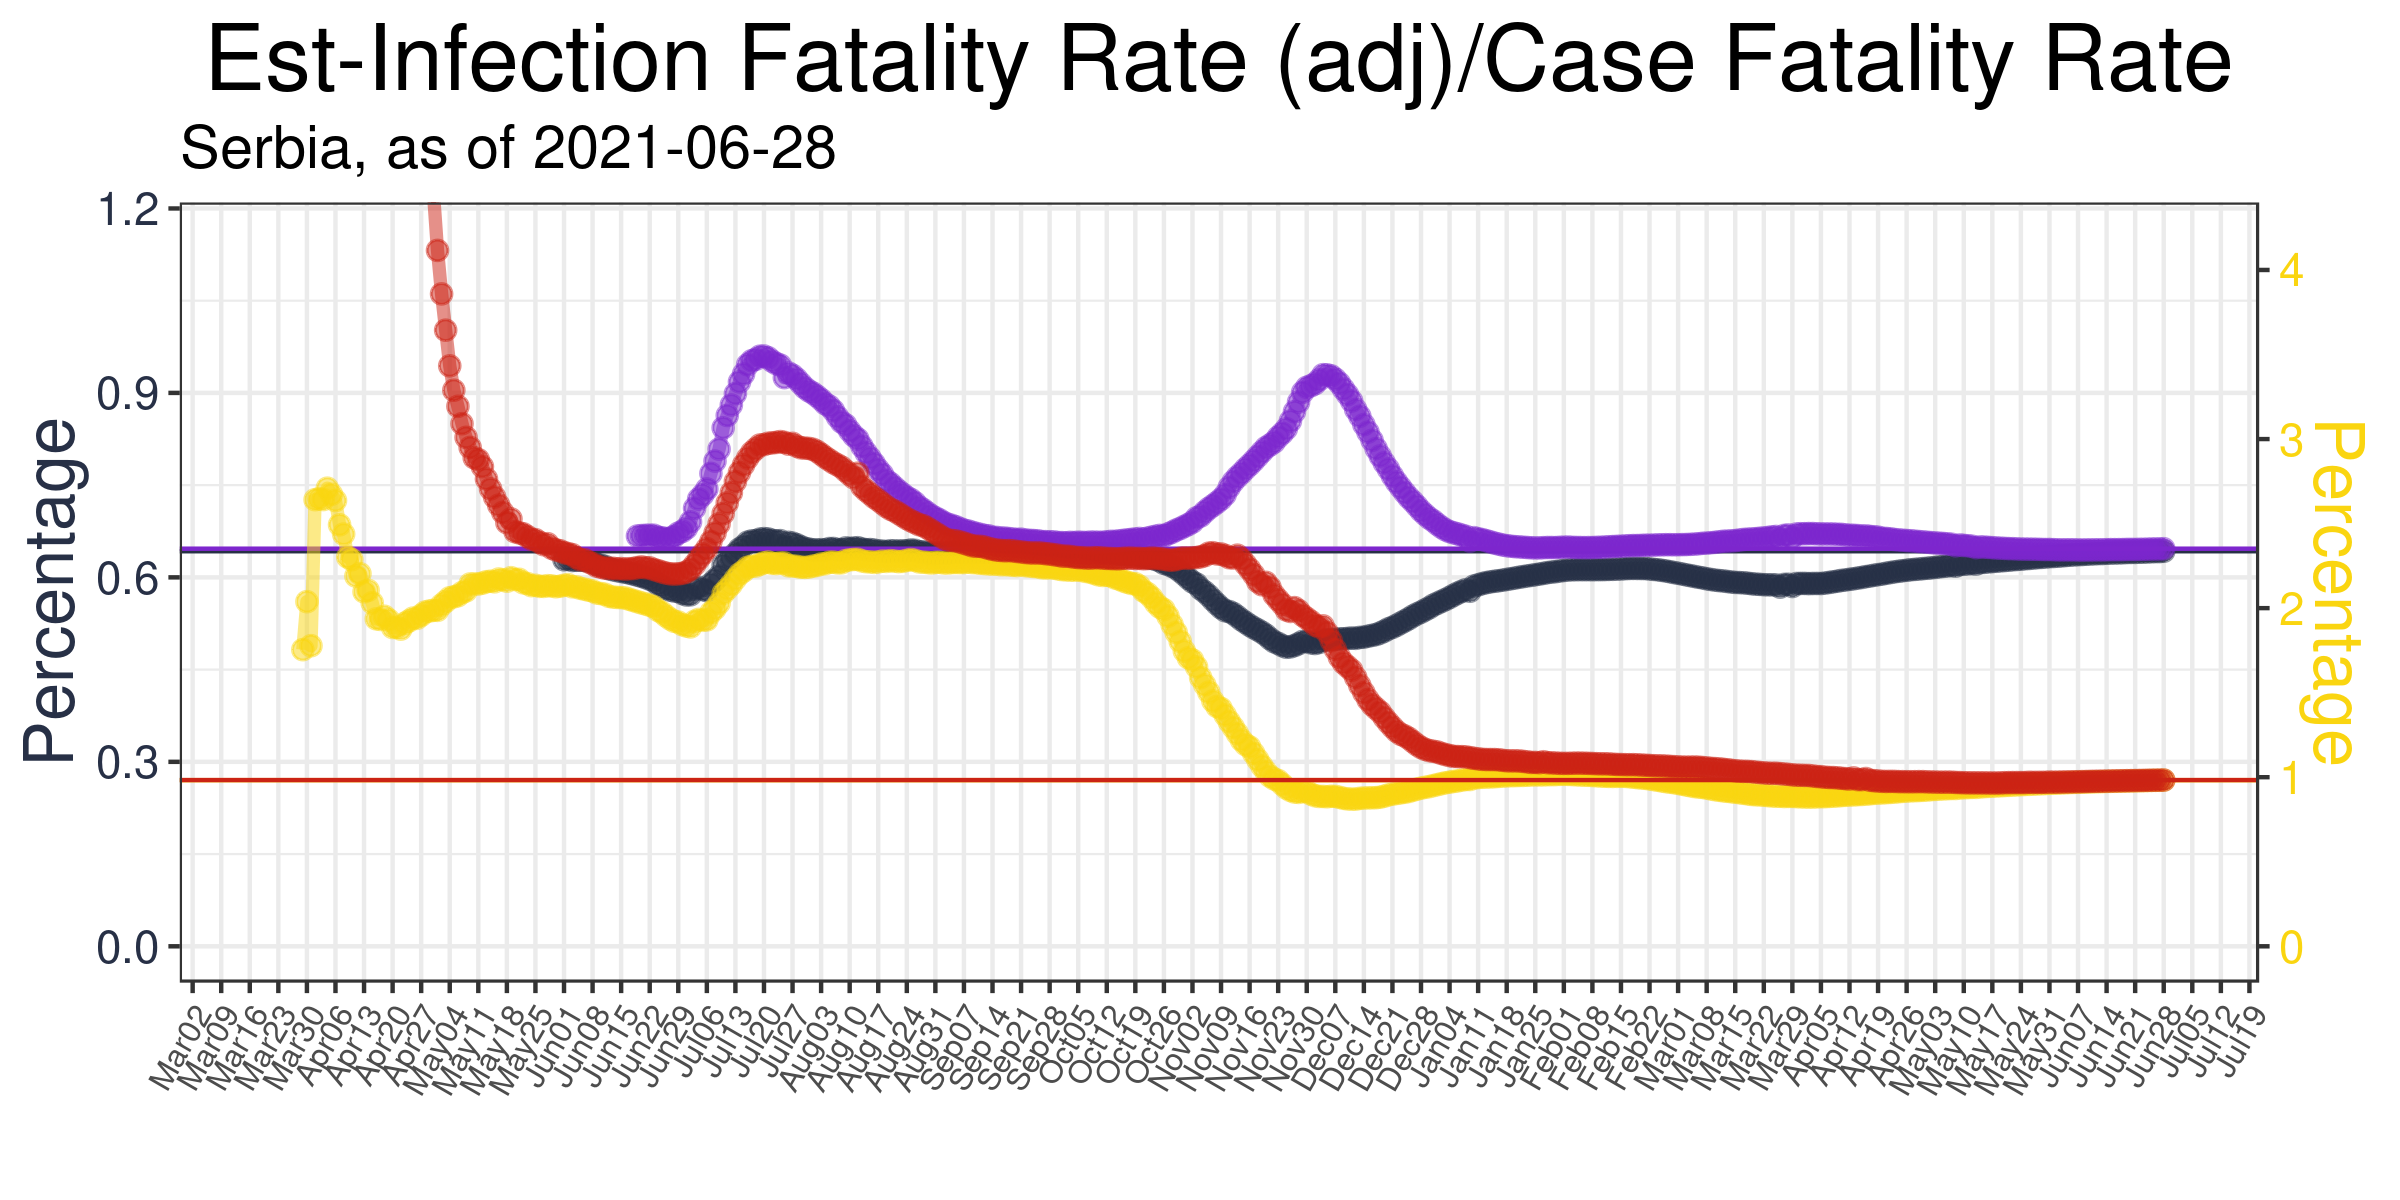 Est-Infection Fatality Rate (adj)/Case Fatality Rate
Serbia, as of 2021-06-28
Percentage
1.2
0.9
0.6
0.3
0.0
4
3
2
1
0
Percentage
Mar02
Mar09
Mar16
Mar23
Mar30
Apr06
Apr13
Apr20
Apr27
May04
May11
May18
May25
Jun01
Jun08
Jun15
Jun22
Jun29
Jul06
Jul13
Jul20
Jul27
Aug03
Aug10
Aug17
Aug24
Aug31
Sep07
Sep14
Sep21
Sep28
Oct05
Oct12
Oct19
Oct26
Nov02
Nov09
Nov16
Nov23
Nov30
Dec07
Dec14
Dec21
Dec28
Jan04
Jan11
Jan18
Jan25
Feb01
Feb08
Feb15
Feb22
Mar01
Mar08
Mar15
Mar22
Mar29
Apr05
Apr12
Apr19
Apr26
May03
May10
May17
May24
May31
Jun07
Jun14
Jun21
Jun28
Jul05
Jul12
Jul19